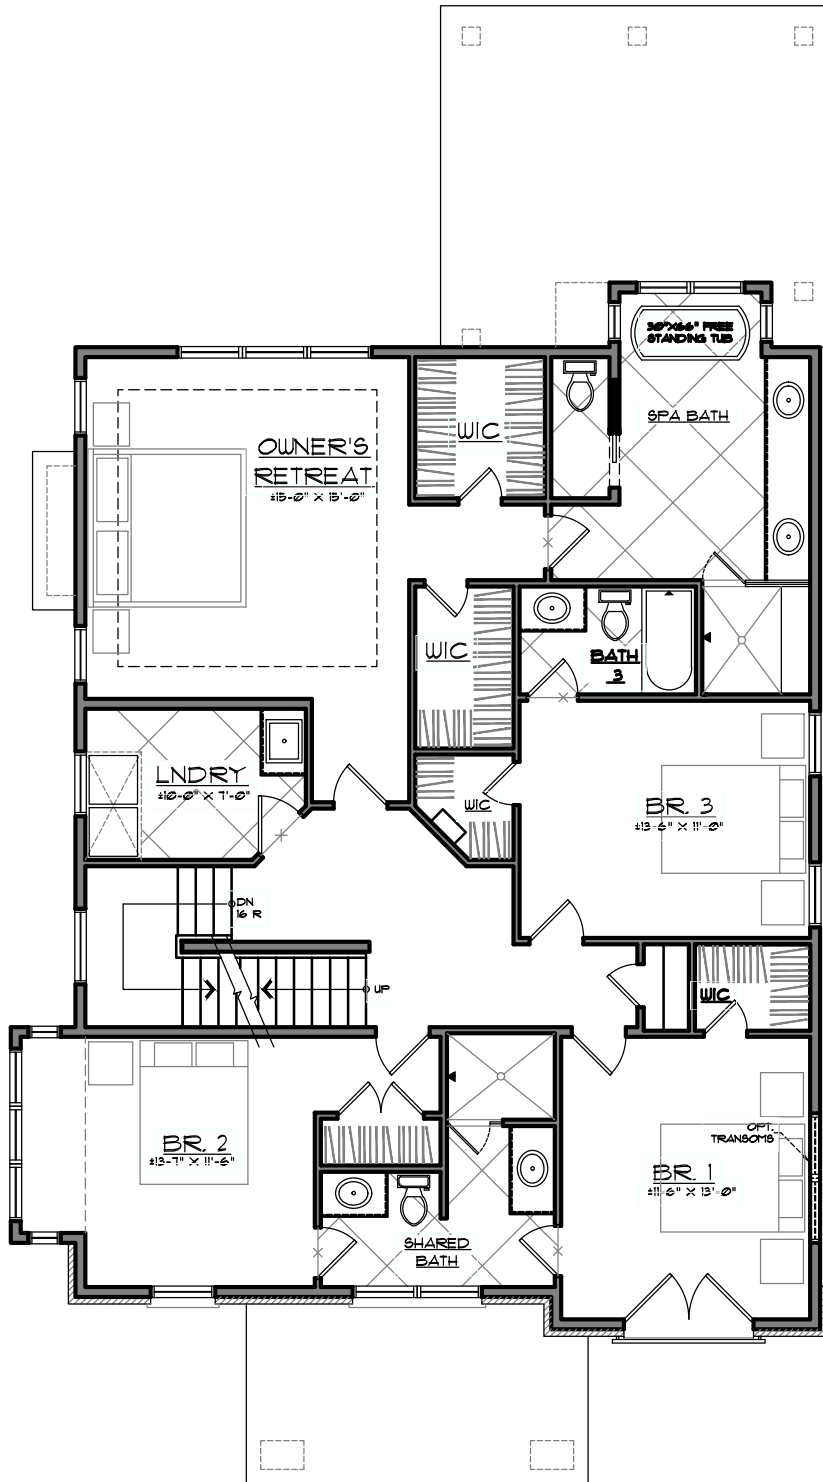 30"X66" FREE
STANDING TUB
SPA BATH
WIC
OWNER'S
RETREAT
±15'-0" X 15'-0"
WIC
BATH
3
LNDRY
±10'-0" X 7'-0"
WIC
BR. 3
±13'-6" X 11'-0"
DN
16 R
UP
WIC
OPT.
TRANSOMS
BR. 2
±13'-7" X 11'-6"
BR. 1
±11'-6" X 13'-0"
SHARED
BATH